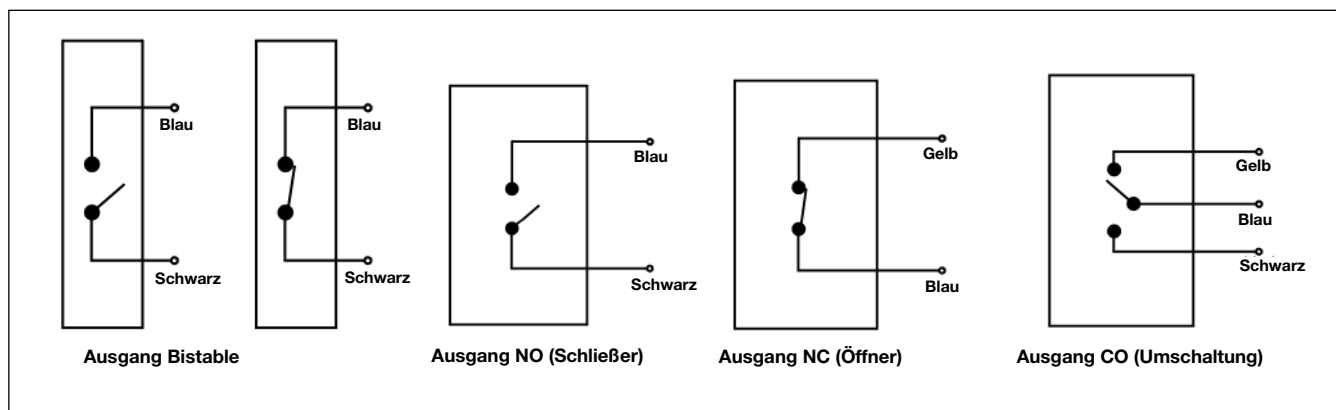 Blau
Schwarz
Blau
Schwarz
Ausgang Bistable
Blau
Schwarz
Ausgang NO (Schließer)
Gelb
Blau
Ausgang NC (Öffner)
Gelb
Blau
Schwarz
Ausgang CO (Umschaltung)